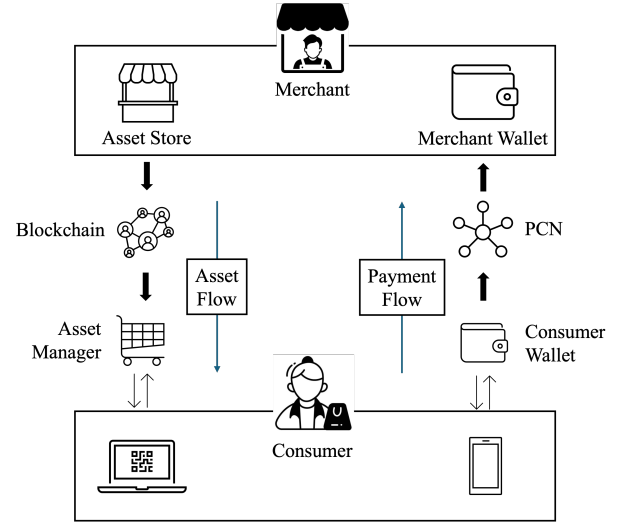 Merchant
Asset Store
Merchant Wallet
Blockchain
PCN
Asset
Flow
Payment
Flow
Asset
Manager
Consumer
Wallet
Consumer